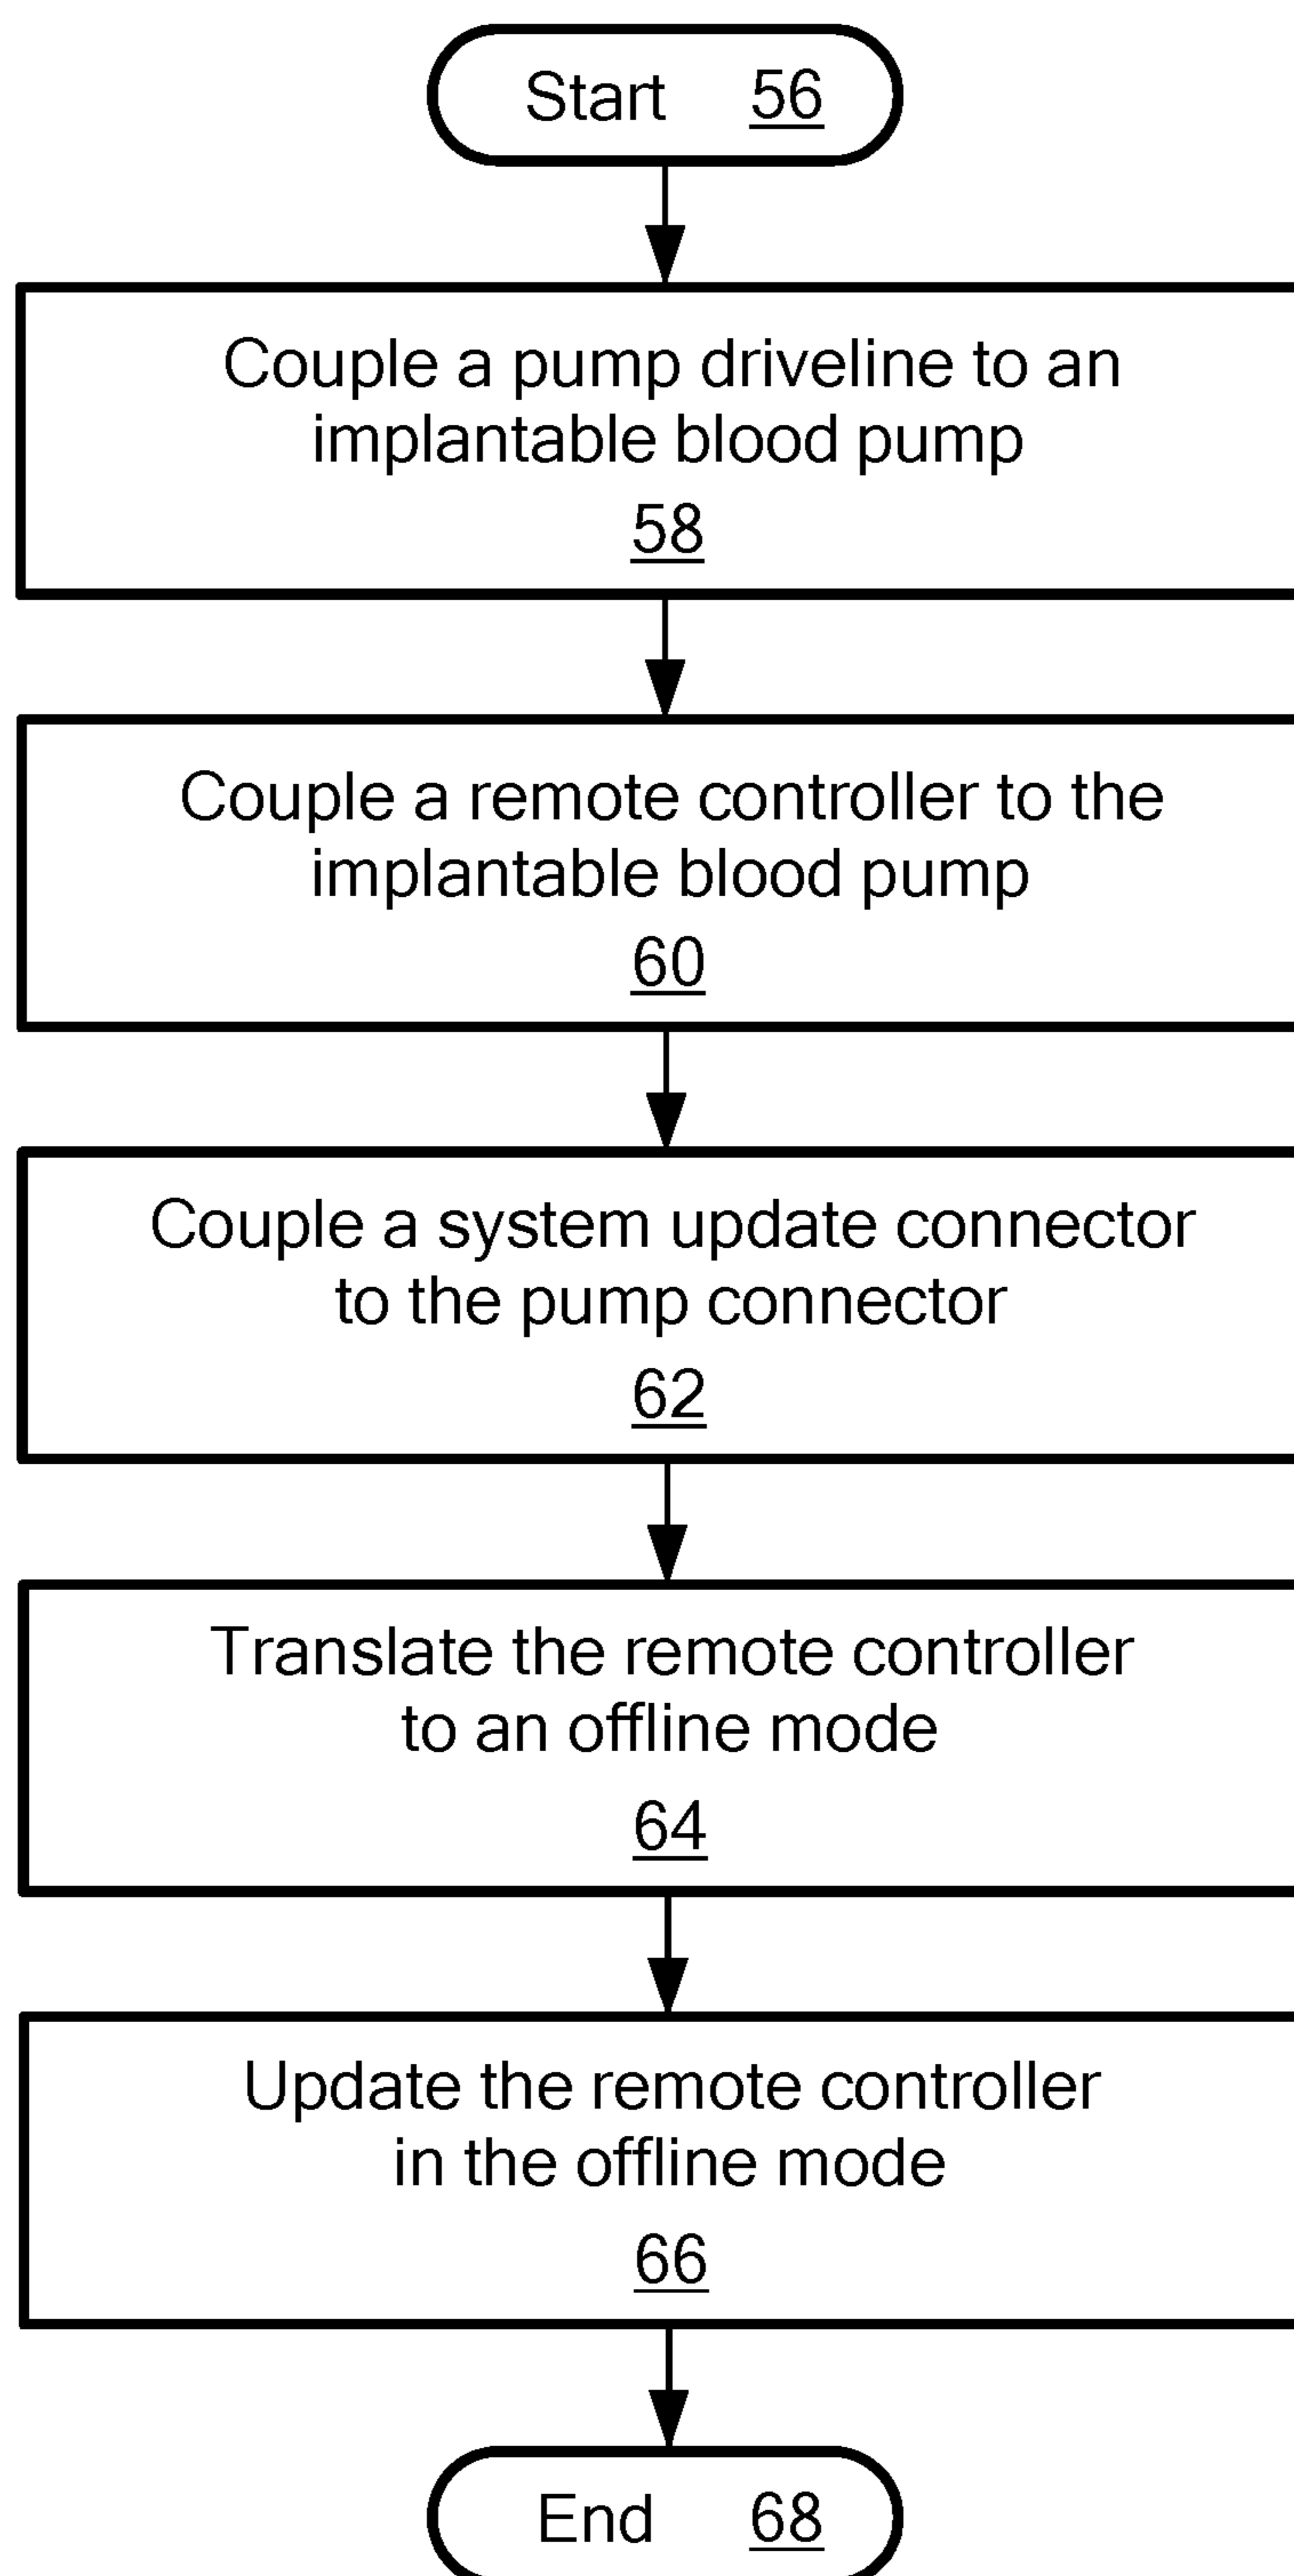 Start 56
Couple a pump driveline to an
implantable blood pump
58
Couple a remote controller to the
implantable blood pump
60
Couple a system update connector
to the pump connector
62
Translate the remote controller
to an offline mode
64
Update the remote controller
in the offline mode
66
End 68